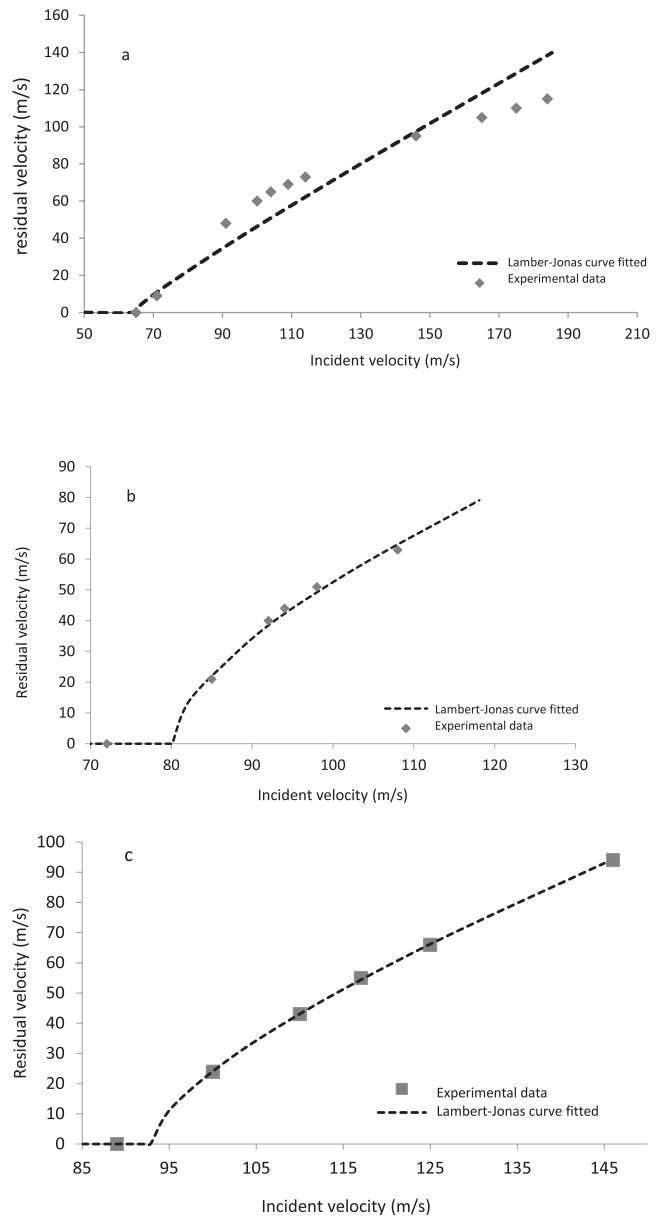 a
residual velocity (m/s)
160
140
120
100
80
60
40
20
0
50 70 90 110 130 150 170 190 210
Incident velocity (m/s)
Lamber-Jonas curve fitted
Experimental data
b
Residual velocity (m/s)
90
80
70
60
50
40
30
20
10
0
70 80 90 100 110 120 130
Incident velocity (m/s)
Lambert-Jonas curve fitted
Experimental data
c
Residual velocity (m/s)
100
90
80
70
60
50
40
30
20
10
0
85 95 105 115 125 135 145
Incident velocity (m/s)
Experimental data
Lambert-Jonas curve fitted